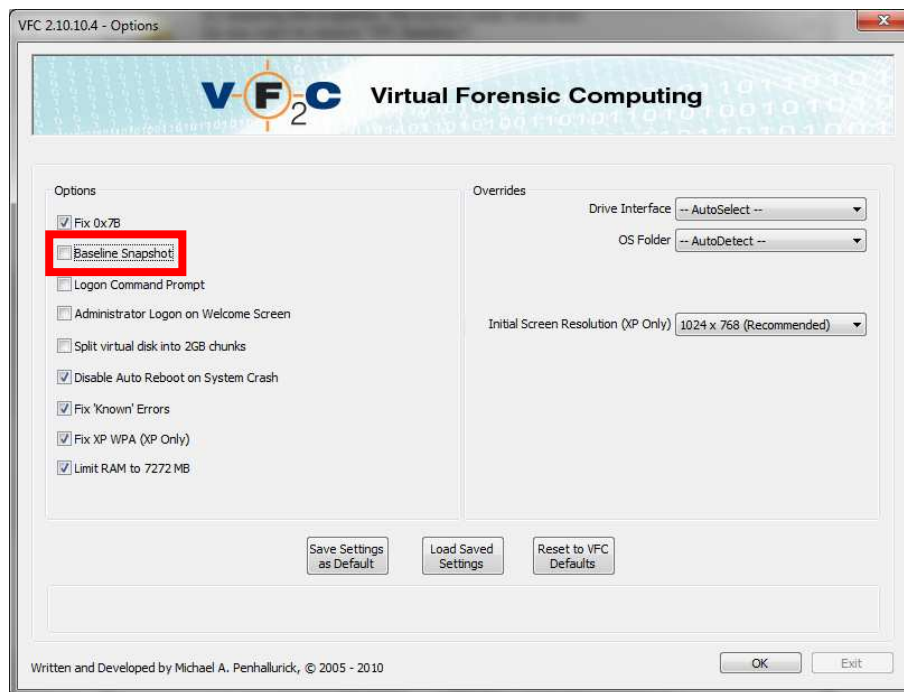 VFC 2.10.10.4 - Options
VFC2 Virtual Forensic Computing
Options
Fix 0x7B
Baseline Snapshot
Logon Command Prompt
Administrator Logon on Welcome Screen
Split virtual disk into 2GB chunks
Disable Auto Reboot on System Crash
Fix 'Known' Errors
Fix XP WPA (XP Only)
Limit RAM to 7272 MB
Overrides
Drive Interface -- AutoSelect --
OS Folder -- AutoDetect --
Initial Screen Resolution (XP Only) 1024 x 768 (Recommended)
Save Settings
as Default
Load Saved
Settings
Reset to VFC
Defaults
Written and Developed by Michael A. Penhallurick, © 2005 - 2010
OK
Exit